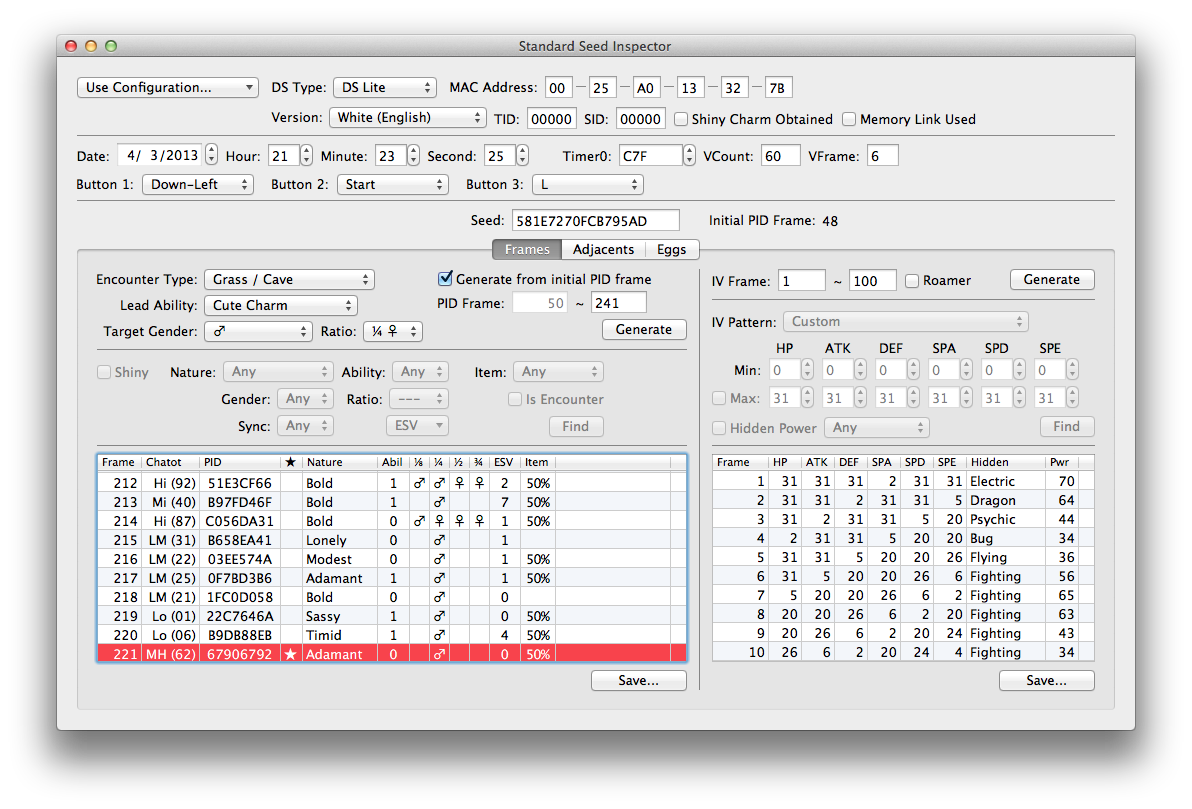 Standard Seed Inspector
Use Configuration... DS Type: DS Lite MAC Address: 00 — 25 — A0 — 13 — 32 — 7B
Version: White (English) TID: 00000 SID: 00000 Shiny Charm Obtained Memory Link Used
Date: 4/ 3/2013 Hour: 21 Minute: 23 Second: 25 Timer0: C7F VCount: 60 VFrame: 6
Button 1: Down-Left Button 2: Start Button 3: L
Seed: 581E7270FCB795AD Initial PID Frame: 48
Frames Adjacents Eggs
Encounter Type: Grass / Cave Generate from initial PID frame
Lead Ability: Cute Charm PID Frame: 50 ~ 241
Target Gender: ♂ Ratio: ¼ ♀ Generate
Shiny Nature: Any Ability: Any Item: Any
Gender: Any Ratio: --- Is Encounter
Sync: Any ESV Find
Frame Chatot PID ★ Nature Abil ⅛ ¼ ½ ¾ ESV Item
212 Hi (92) 51E3CF66 Bold 1 ♂ ♂ ♀ ♀ 2 50%
213 Mi (40) B97FD46F Bold 1 ♂ 7 50%
214 Hi (87) C056DA31 Bold 0 ♂ ♀ ♀ ♀ 1 50%
215 LM (31) B658EA41 Lonely 0 ♂ 1
216 LM (22) 03EE574A Modest 0 ♂ 1 50%
217 LM (25) 0F7BD3B6 Adamant 1 ♂ 1 50%
218 LM (21) 1FC0D058 Bold 0 ♂ 0
219 Lo (01) 22C7646A Sassy 1 ♂ 0 50%
220 Lo (06) B9DB88EB Timid 1 ♂ 4 50%
221 MH (62) 67906792 ★ Adamant 0 ♂ 0 50%
Save...
IV Frame: 1 ~ 100 Roamer Generate
IV Pattern: Custom
HP ATK DEF SPA SPD SPE
Min: 0 0 0 0 0 0
Max: 31 31 31 31 31 31
Hidden Power Any Find
Frame HP ATK DEF SPA SPD SPE Hidden Pwr
1 31 31 31 2 31 31 Electric 70
2 31 31 2 31 31 5 Dragon 64
3 31 2 31 31 5 20 Psychic 44
4 2 31 31 5 20 20 Bug 34
5 31 31 5 20 20 26 Flying 36
6 31 5 20 20 26 6 Fighting 56
7 5 20 20 26 6 2 Fighting 65
8 20 20 26 6 2 20 Fighting 63
9 20 26 6 2 20 24 Fighting 43
10 26 6 2 20 24 4 Fighting 34
Save...